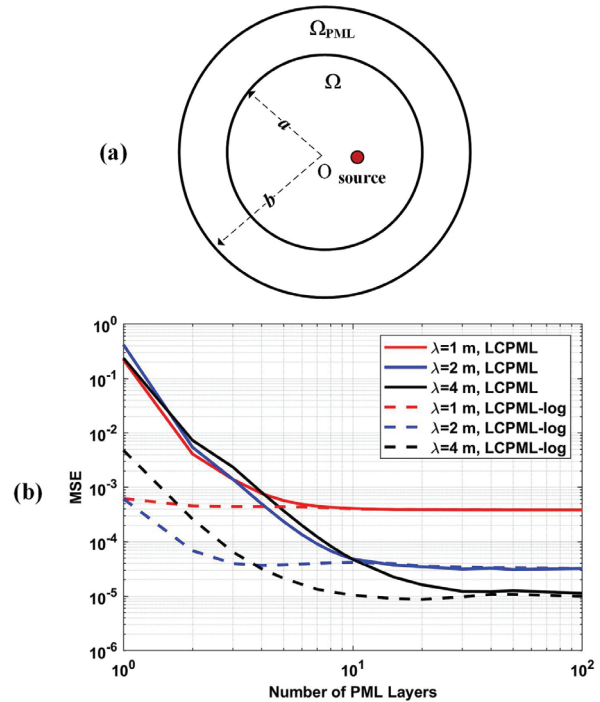 Ω_PML
Ω
a
(a)
O
source
b
10^0
10^-1
10^-2
10^-3
10^-4
10^-5
10^-6
MSE
(b)
λ=1 m, LCPML
λ=2 m, LCPML
λ=4 m, LCPML
λ=1 m, LCPML-log
λ=2 m, LCPML-log
λ=4 m, LCPML-log
10^0 10^1 10^2
Number of PML Layers